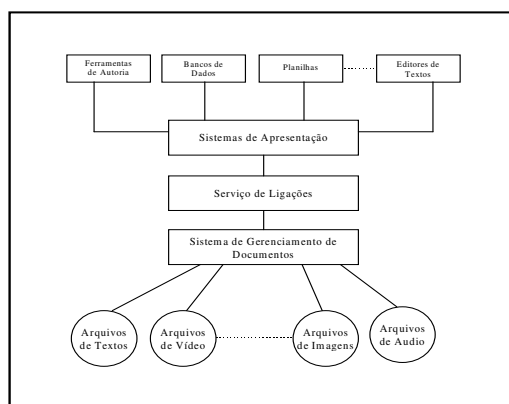 Ferramentas
de Autoria
Bancos de
Dados
Planilhas
Editores de
Textos
Sistemas de Apresentação
Serviço de Ligações
Sistema de Gerenciamento de
Documentos
Arquivos
de Textos
Arquivos
de Vídeo
Arquivos
de Imagens
Arquivos
de Audio